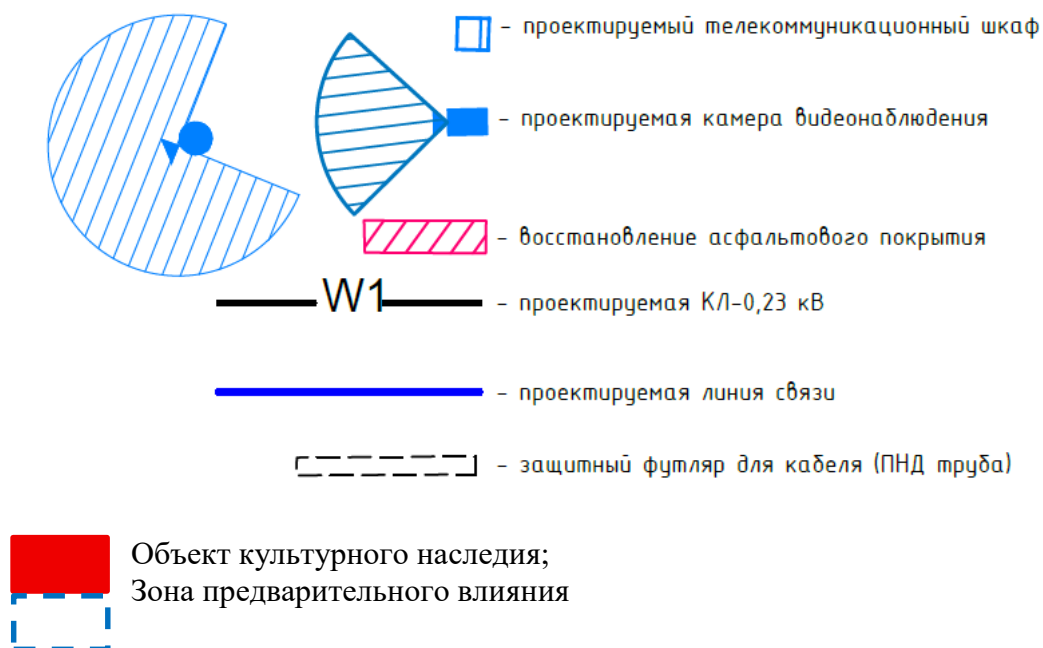 - проектируемый телекоммуникационный шкаф
- проектируемая камера видеонаблюдения
- восстановление асфальтового покрытия
W1 - проектируемая КЛ-0,23 кВ
- проектируемая линия связи
- защитный футляр для кабеля (ПНД труба)
Объект культурного наследия;
Зона предварительного влияния